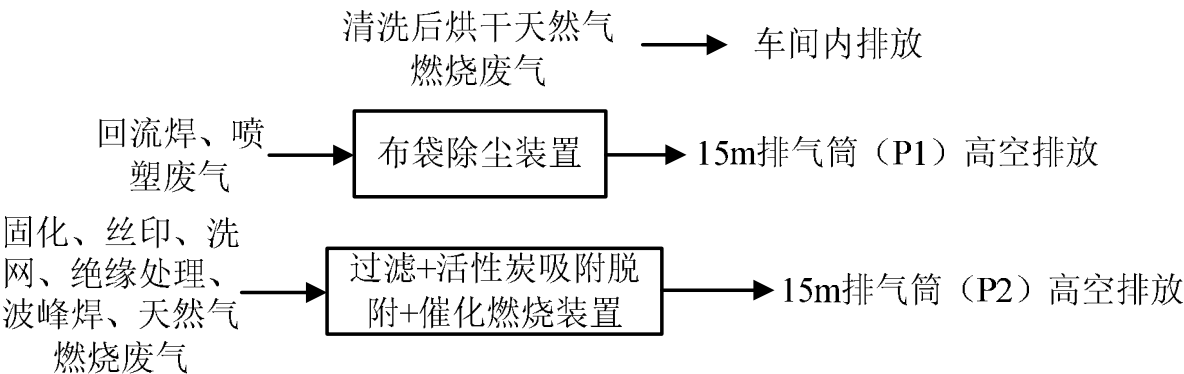 清洗后烘干天然气
燃烧废气
车间内排放
回流焊、喷
塑废气
布袋除尘装置
15m排气筒（P1）高空排放
固化、丝印、洗
网、绝缘处理、
波峰焊、天然气
燃烧废气
过滤+活性炭吸附脱
附+催化燃烧装置
15m排气筒（P2）高空排放